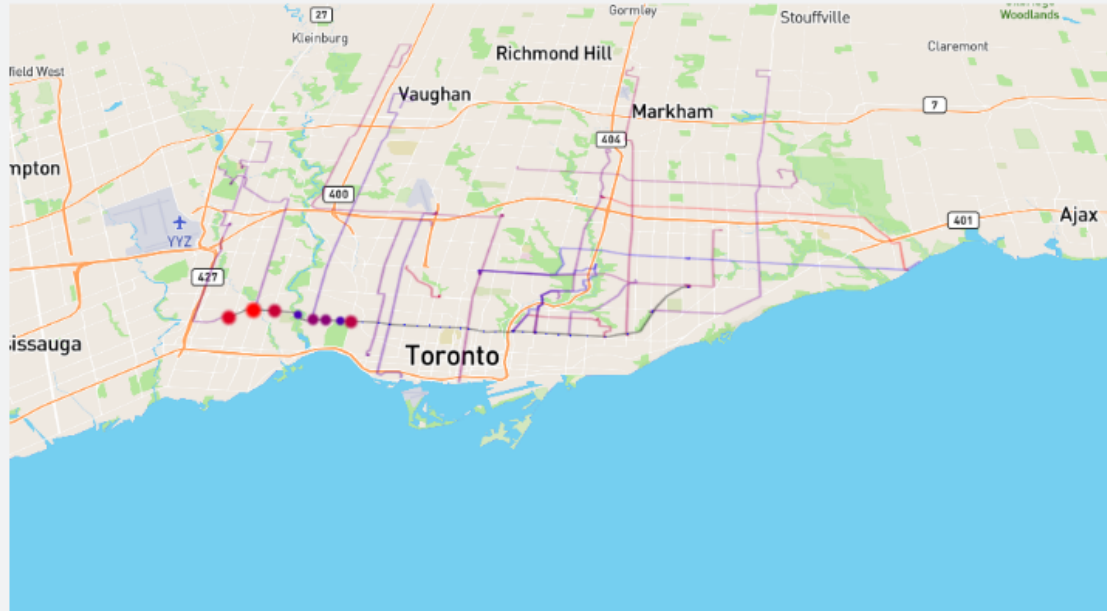 Gormley
27
Stouffville
Woodlands
Kleinburg
Claremont
Richmond Hill
field West
Vaughan
7
Markham
404
mpton
400
YYZ
401
Ajax
427
sissauga
Toronto